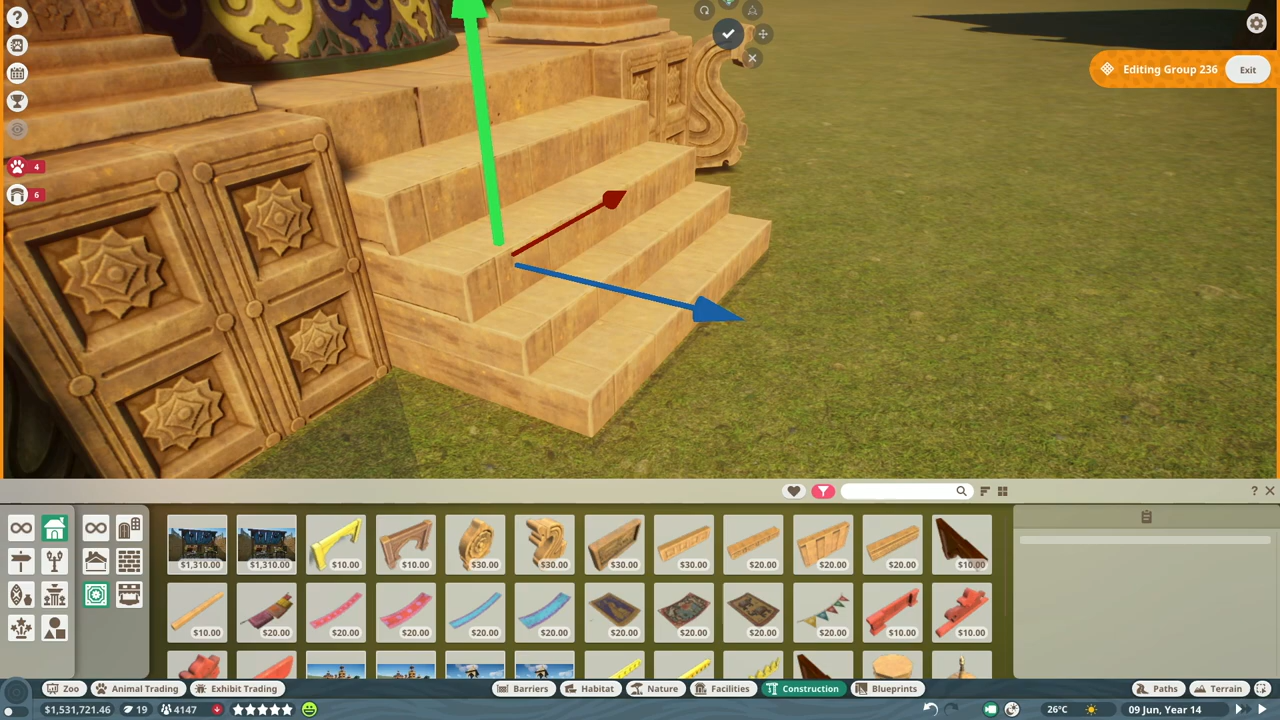 Editing Group 236
Exit
4
6
?
?
$1,310.00
$1,310.00
$10.00
$10.00
$30.00
$30.00
$30.00
$30.00
$20.00
$20.00
$20.00
$10.00
$10.00
$20.00
$20.00
$20.00
$20.00
$20.00
$20.00
$20.00
$20.00
$20.00
$10.00
$10.00
Zoo
Animal Trading
Exhibit Trading
Barriers
Habitat
Nature
Facilities
Construction
Blueprints
Paths
Terrain
$1,531,721.46
19
4147
26°C
09 Jun, Year 14